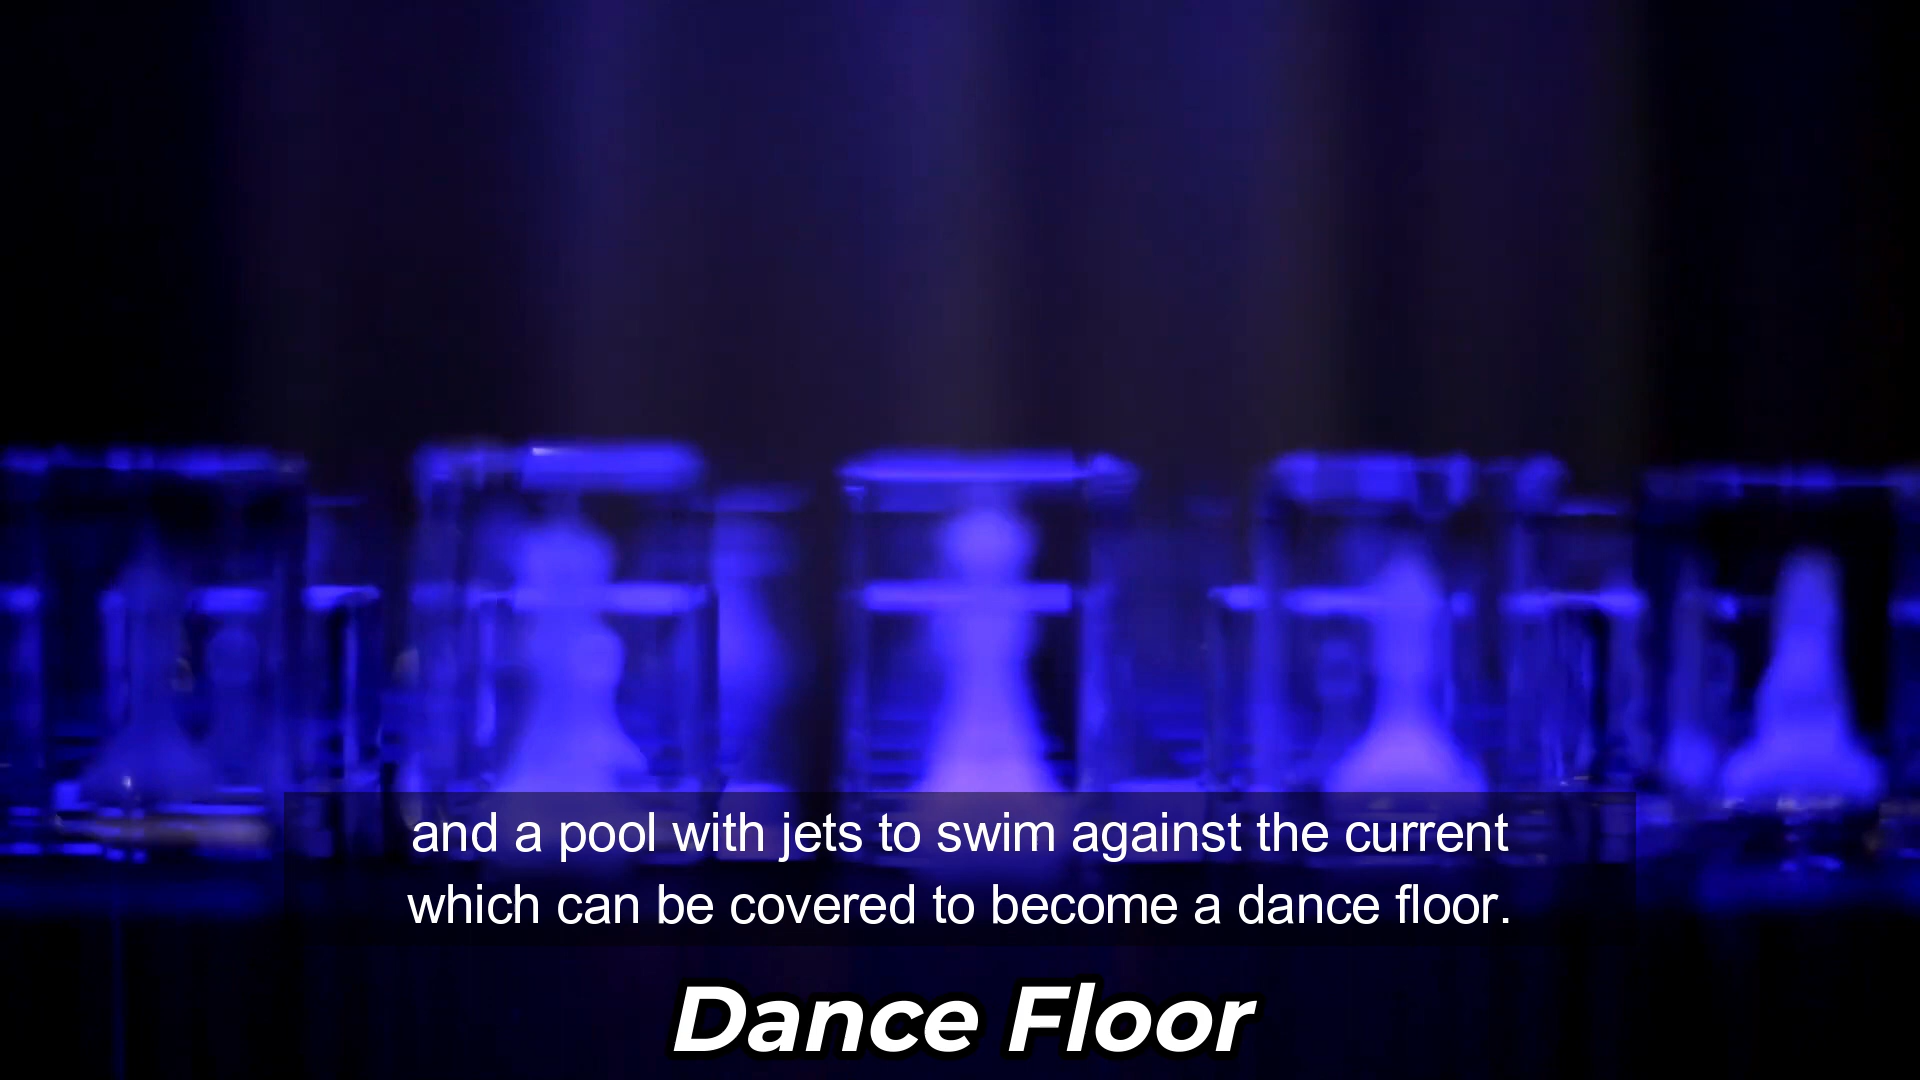 and a pool with jets to swim against the current
which can be covered to become a dance floor.
Dance Floor